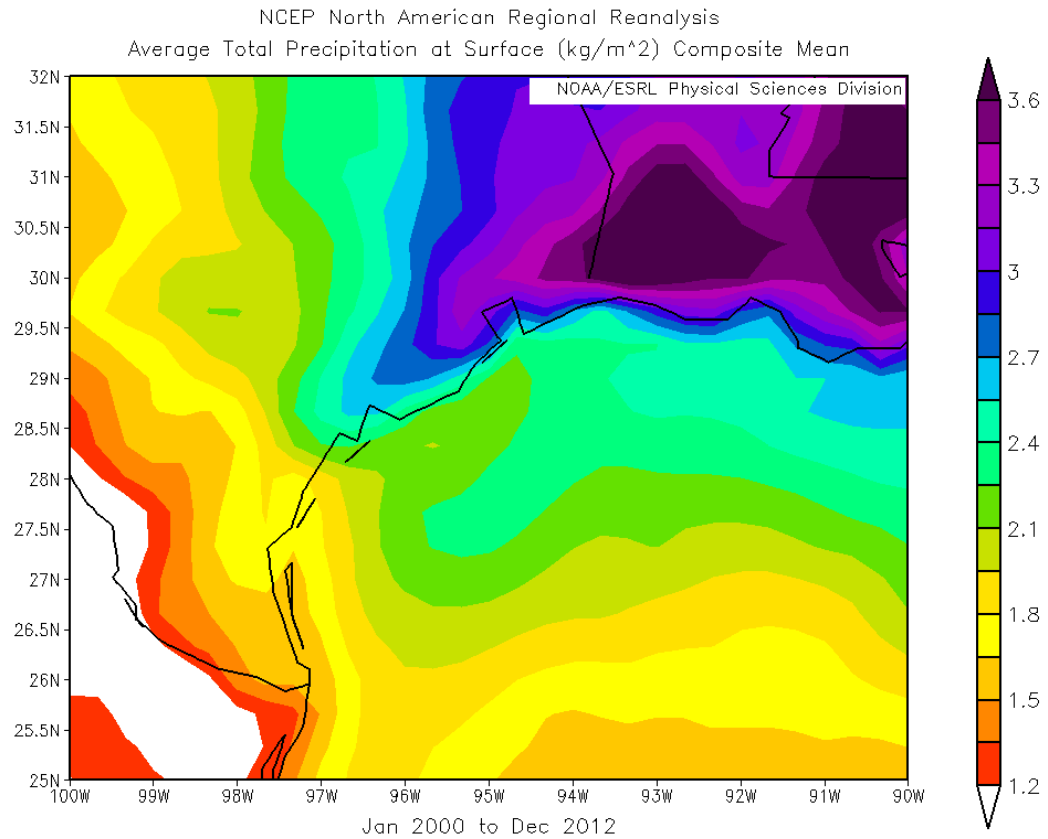 NCEP North American Regional Reanalysis
Average Total Precipitation at Surface (kg/m^2) Composite Mean
NOAA/ESRL Physical Sciences Division
32N
31.5N
31N
30.5N
30N
29.5N
29N
28.5N
28N
27.5N
27N
26.5N
26N
25.5N
25N
100W 99W 98W 97W 96W 95W 94W 93W 92W 91W 90W
Jan 2000 to Dec 2012
3.6
3.3
3
2.7
2.4
2.1
1.8
1.5
1.2